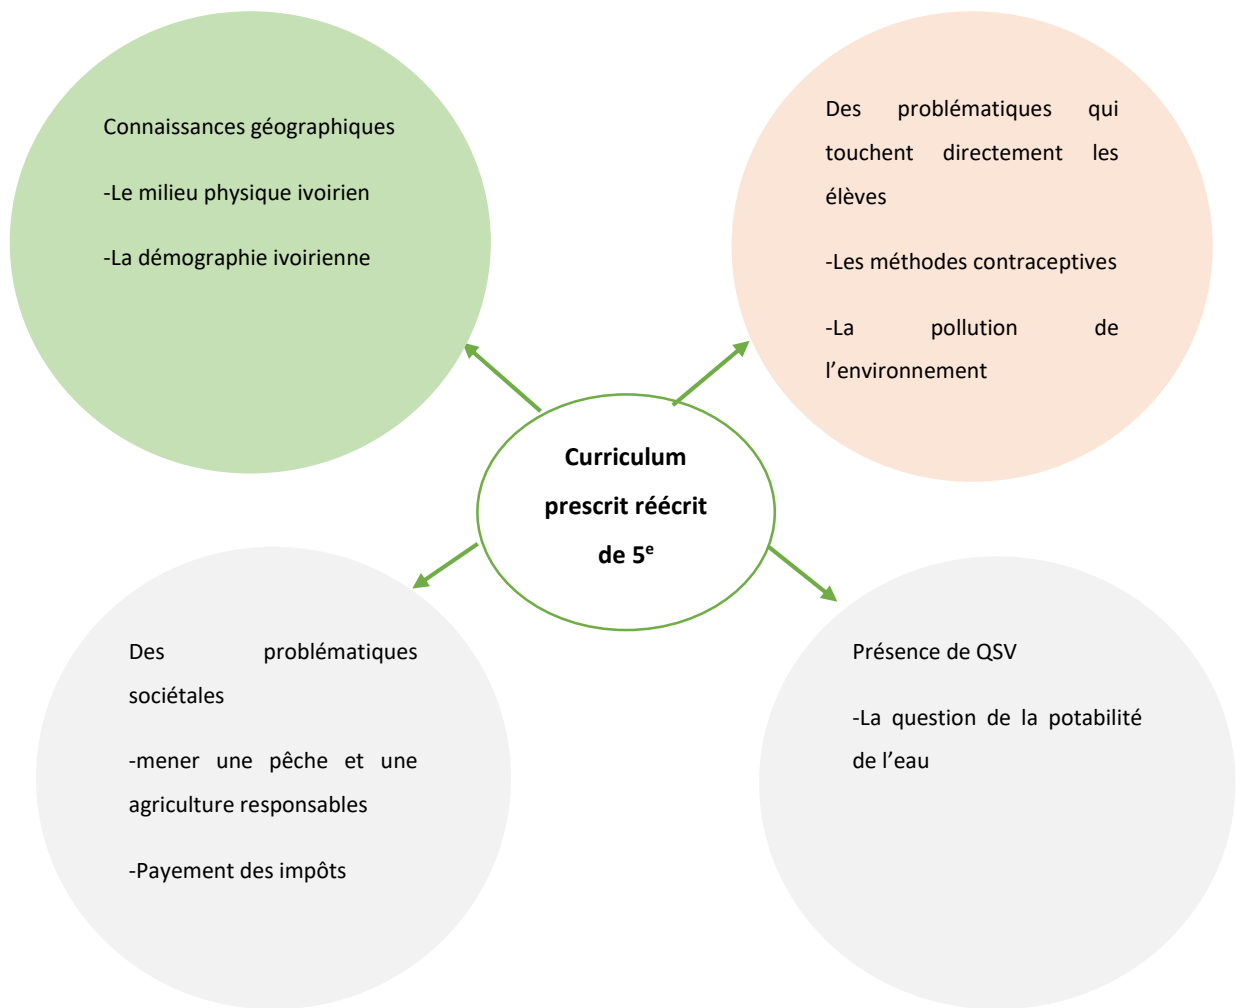 Connaissances géographiques
-Le milieu physique ivoirien
-La démographie ivoirienne
Des problématiques qui
touchent directement les
élèves
-Les méthodes contraceptives
-La pollution de
l’environnement
Curriculum
prescrit réécrit
de 5e
Des problématiques
sociétales
-mener une pêche et une
agriculture responsables
-Payement des impôts
Présence de QSV
-La question de la potabilité
de l’eau